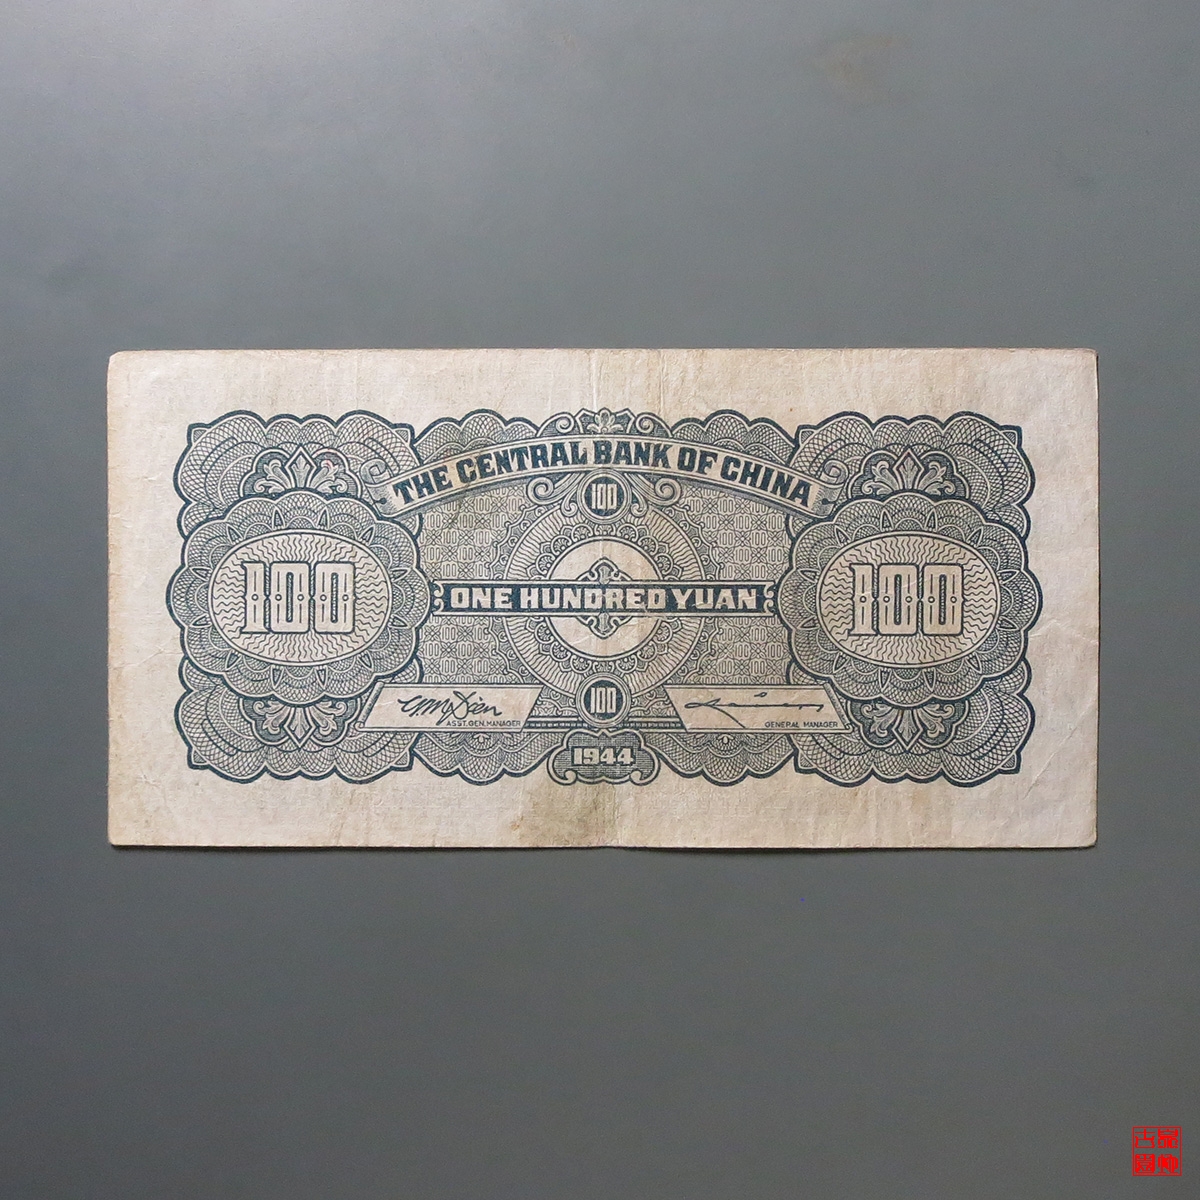 THE CENTRAL BANK OF CHINA
100
100 100
ONE HUNDRED YUAN
100
ASST. GEN. MANAGER
GENERAL MANAGER
1944